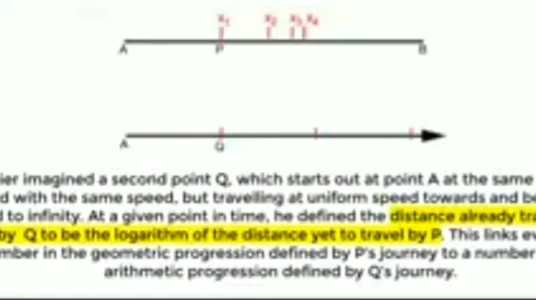 x₁ x₂ x₃ x₄
A P B
A Q
ier imagined a second point Q, which starts out at point A at the same
d with the same speed, but travelling at uniform speed towards and be
d to infinity. At a given point in time, he defined the distance already tra
by Q to be the logarithm of the distance yet to travel by P. This links ev
mber in the geometric progression defined by P's journey to a number
arithmetic progression defined by Q's journey.